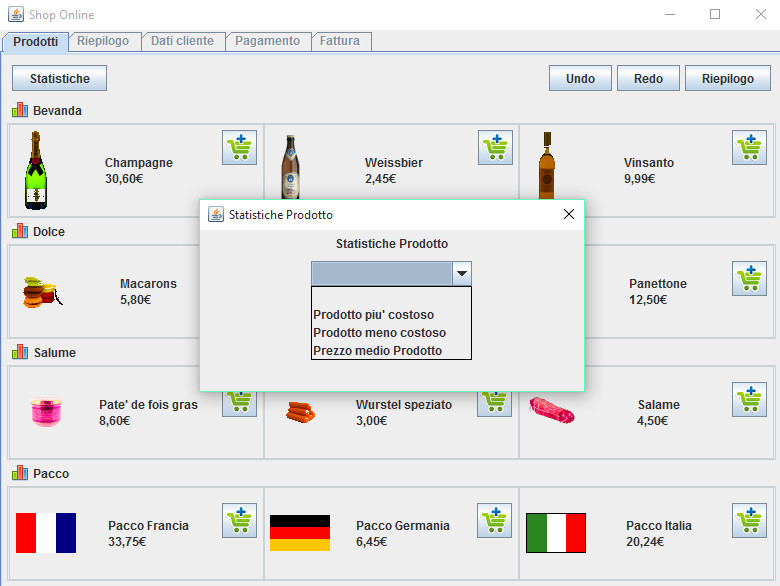 Shop Online
Prodotti Riepilogo Dati cliente Pagamento Fattura
Statistiche Undo Redo Riepilogo
Bevanda
Champagne
30,60€
Weissbier
2,45€
Vinsanto
9,99€
Statistiche Prodotto
Statistiche Prodotto
Prodotto piu' costoso
Prodotto meno costoso
Prezzo medio Prodotto
Dolce
Macarons
5,80€
Panettone
12,50€
Salume
Pate' de fois gras
8,60€
Wurstel speziato
3,00€
Salame
4,50€
Pacco
Pacco Francia
33,75€
Pacco Germania
6,45€
Pacco Italia
20,24€